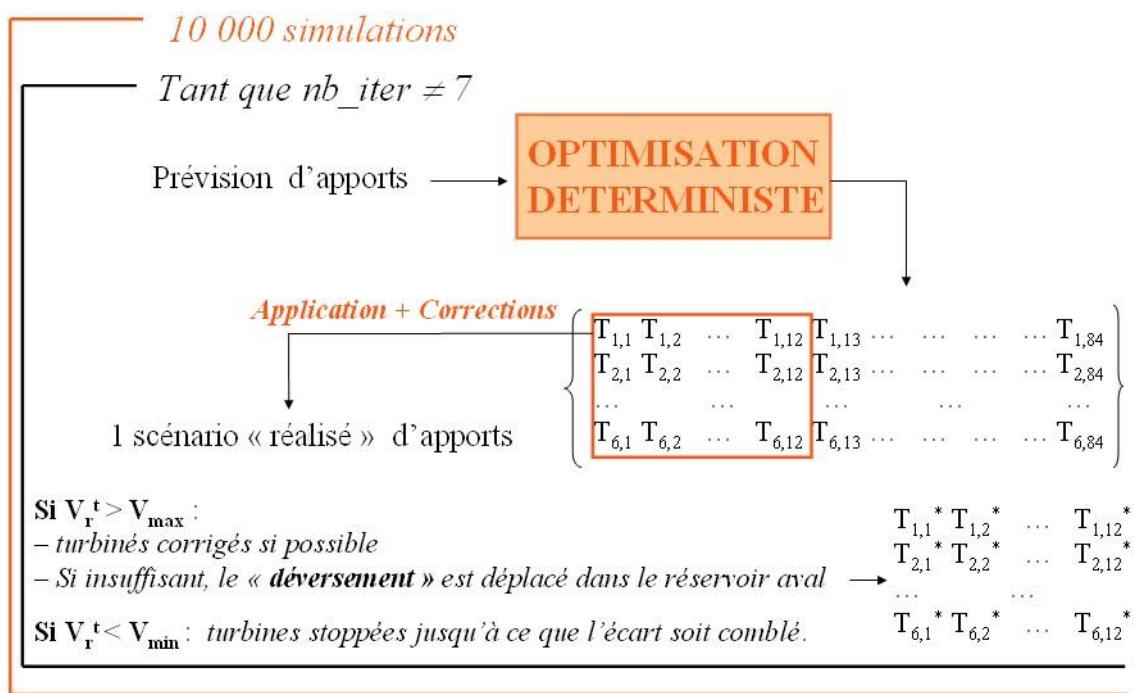 10 000 simulations
Tant que nb_iter ≠ 7
Prévision d’apports
OPTIMISATION
DETERMINISTE
Application + Corrections
T1,1 T1,2 ... T1,12 T1,13 ... ... ... ... T1,84
T2,1 T2,2 ... T2,12 T2,13 ... ... ... ... T2,84
... ... ... ... ...
T6,1 T6,2 ... T6,12 T6,13 ... ... ... ... T6,84
1 scénario « réalisé » d’apports
Si Vr^t > Vmax :
– turbinés corrigés si possible
– Si insuffisant, le « déversement » est déplacé dans le réservoir aval
Si Vr^t < Vmin : turbines stoppées jusqu’à ce que l’écart soit comblé.
T1,1* T1,2* ... T1,12*
T2,1* T2,2* ... T2,12*
... ...
T6,1* T6,2* ... T6,12*